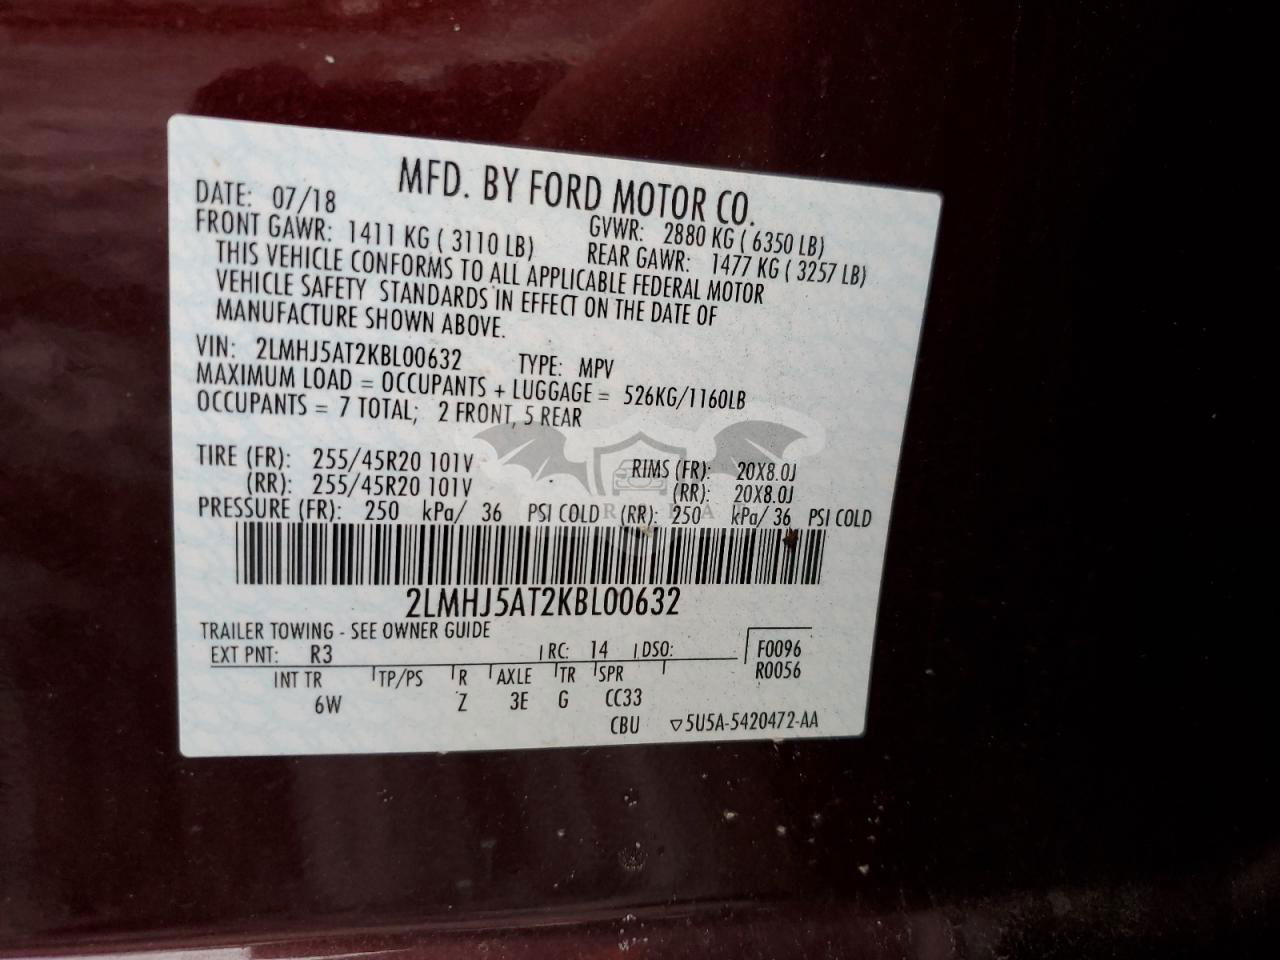 MFD. BY FORD MOTOR CO.
DATE: 07/18 GVWR: 2880 KG ( 6350 LB)
FRONT GAWR: 1411 KG ( 3110 LB) REAR GAWR: 1477 KG ( 3257 LB)
THIS VEHICLE CONFORMS TO ALL APPLICABLE FEDERAL MOTOR
VEHICLE SAFETY STANDARDS IN EFFECT ON THE DATE OF
MANUFACTURE SHOWN ABOVE.
VIN: 2LMHJ5AT2KBL00632 TYPE: MPV
MAXIMUM LOAD = OCCUPANTS + LUGGAGE = 526KG/1160LB
OCCUPANTS = 7 TOTAL; 2 FRONT, 5 REAR
TIRE (FR): 255/45R20 101V RIMS (FR): 20X8.0J
(RR): 255/45R20 101V (RR): 20X8.0J
PRESSURE (FR): 250 kPa/ 36 PSI COLD (RR): 250 kPa/ 36 PSI COLD
2LMHJ5AT2KBL00632
TRAILER TOWING - SEE OWNER GUIDE
EXT PNT: R3 RC: 14 DSO: F0096
R0056
INT TR TP/PS R AXLE TR SPR
6W Z 3E G CC33
CBU ▽5U5A-5420472-AA